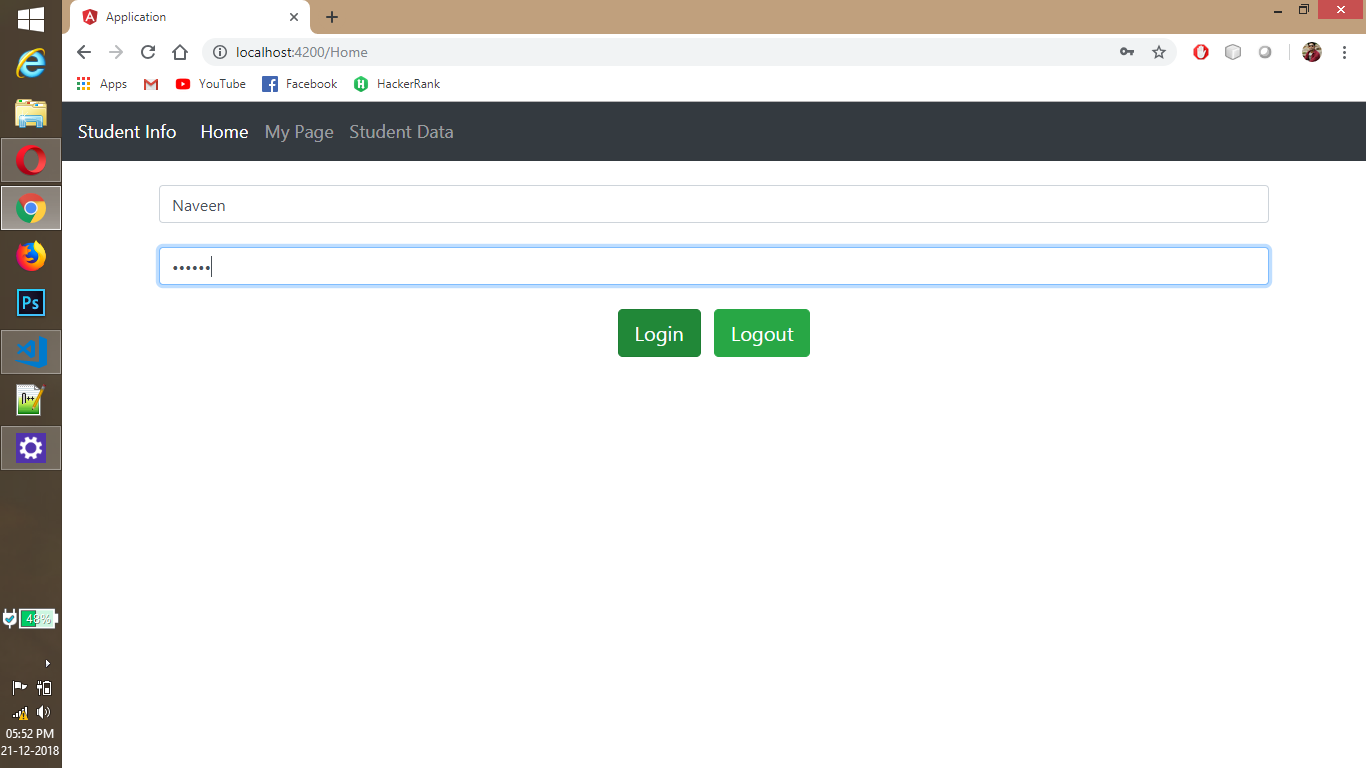 Application
localhost:4200/Home
Apps YouTube Facebook HackerRank
Student Info Home My Page Student Data
Naveen
••••••
Login Logout
Ps
48%
05:52 PM
21-12-2018